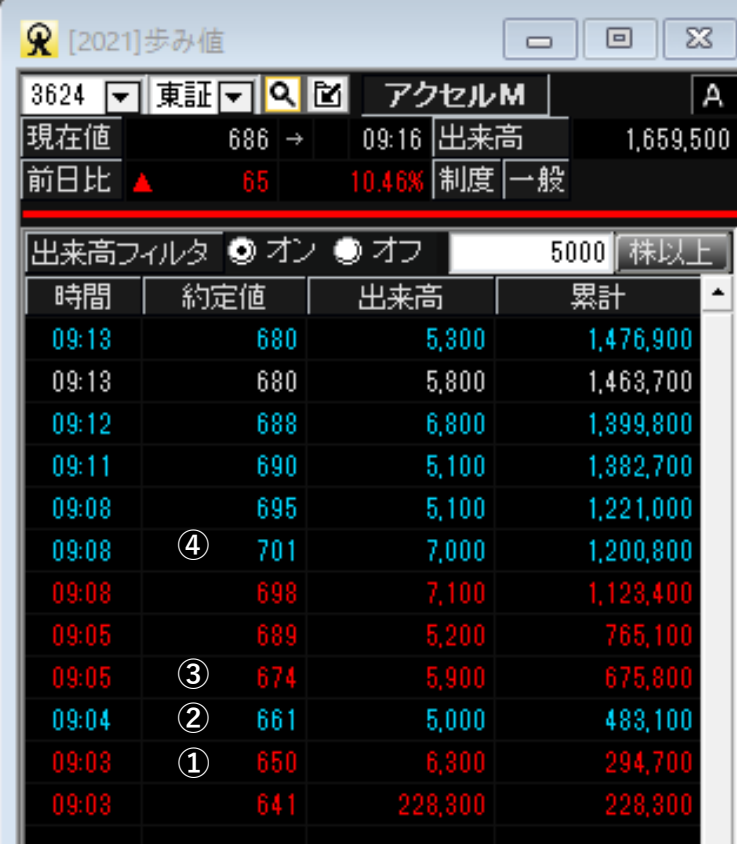 [2021]歩み値
3624 東証 アクセルM A
現在値 686 → 09:16 出来高 1,659,500
前日比 ▲ 65 10.46% 制度 一般
出来高フィルタ オン オフ 5000 株以上
時間 約定値 出来高 累計
09:13 680 5,300 1,476,900
09:13 680 5,800 1,463,700
09:12 688 6,800 1,399,800
09:11 690 5,100 1,382,700
09:08 695 5,100 1,221,000
09:08 ④ 701 7,000 1,200,800
09:08 698 7,100 1,123,400
09:05 689 5,200 765,100
09:05 ③ 674 5,900 675,800
09:04 ② 661 5,000 483,100
09:03 ① 650 6,300 294,700
09:03 641 228,300 228,300